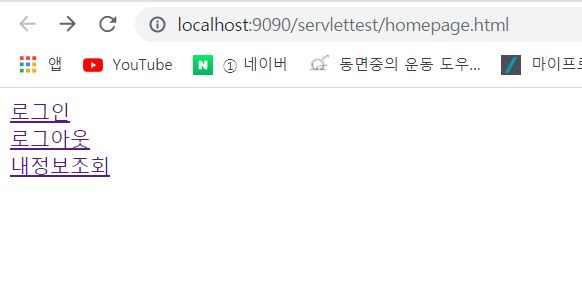 localhost:9090/servlettest/homepage.html
앱 YouTube ① 네이버 동면중의 운동 도우... 마이프로
로그인
로그아웃
내정보조회